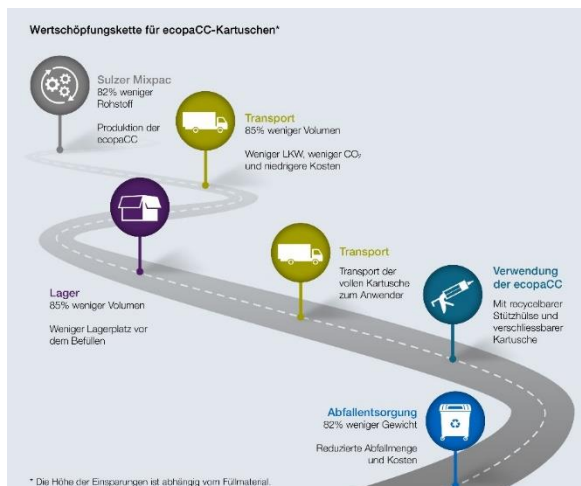 Wertschöpfungskette für ecopaCC-Kartuschen*
Sulzer Mixpac
82% weniger
Rohstoff
Produktion der
ecopaCC
Transport
85% weniger Volumen
Weniger LKW, weniger CO₂
und niedrigere Kosten
Lager
85% weniger Volumen
Weniger Lagerplatz vor
dem Befüllen
Transport
Transport der
vollen Kartusche
zum Anwender
Verwendung
der ecopaCC
Mit recycelbarer
Stützhülse und
verschliessbarer
Kartusche
Abfallentsorgung
82% weniger Gewicht
Reduzierte Abfallmenge
und Kosten
* Die Höhe der Einsparungen ist abhängig vom Füllmaterial.